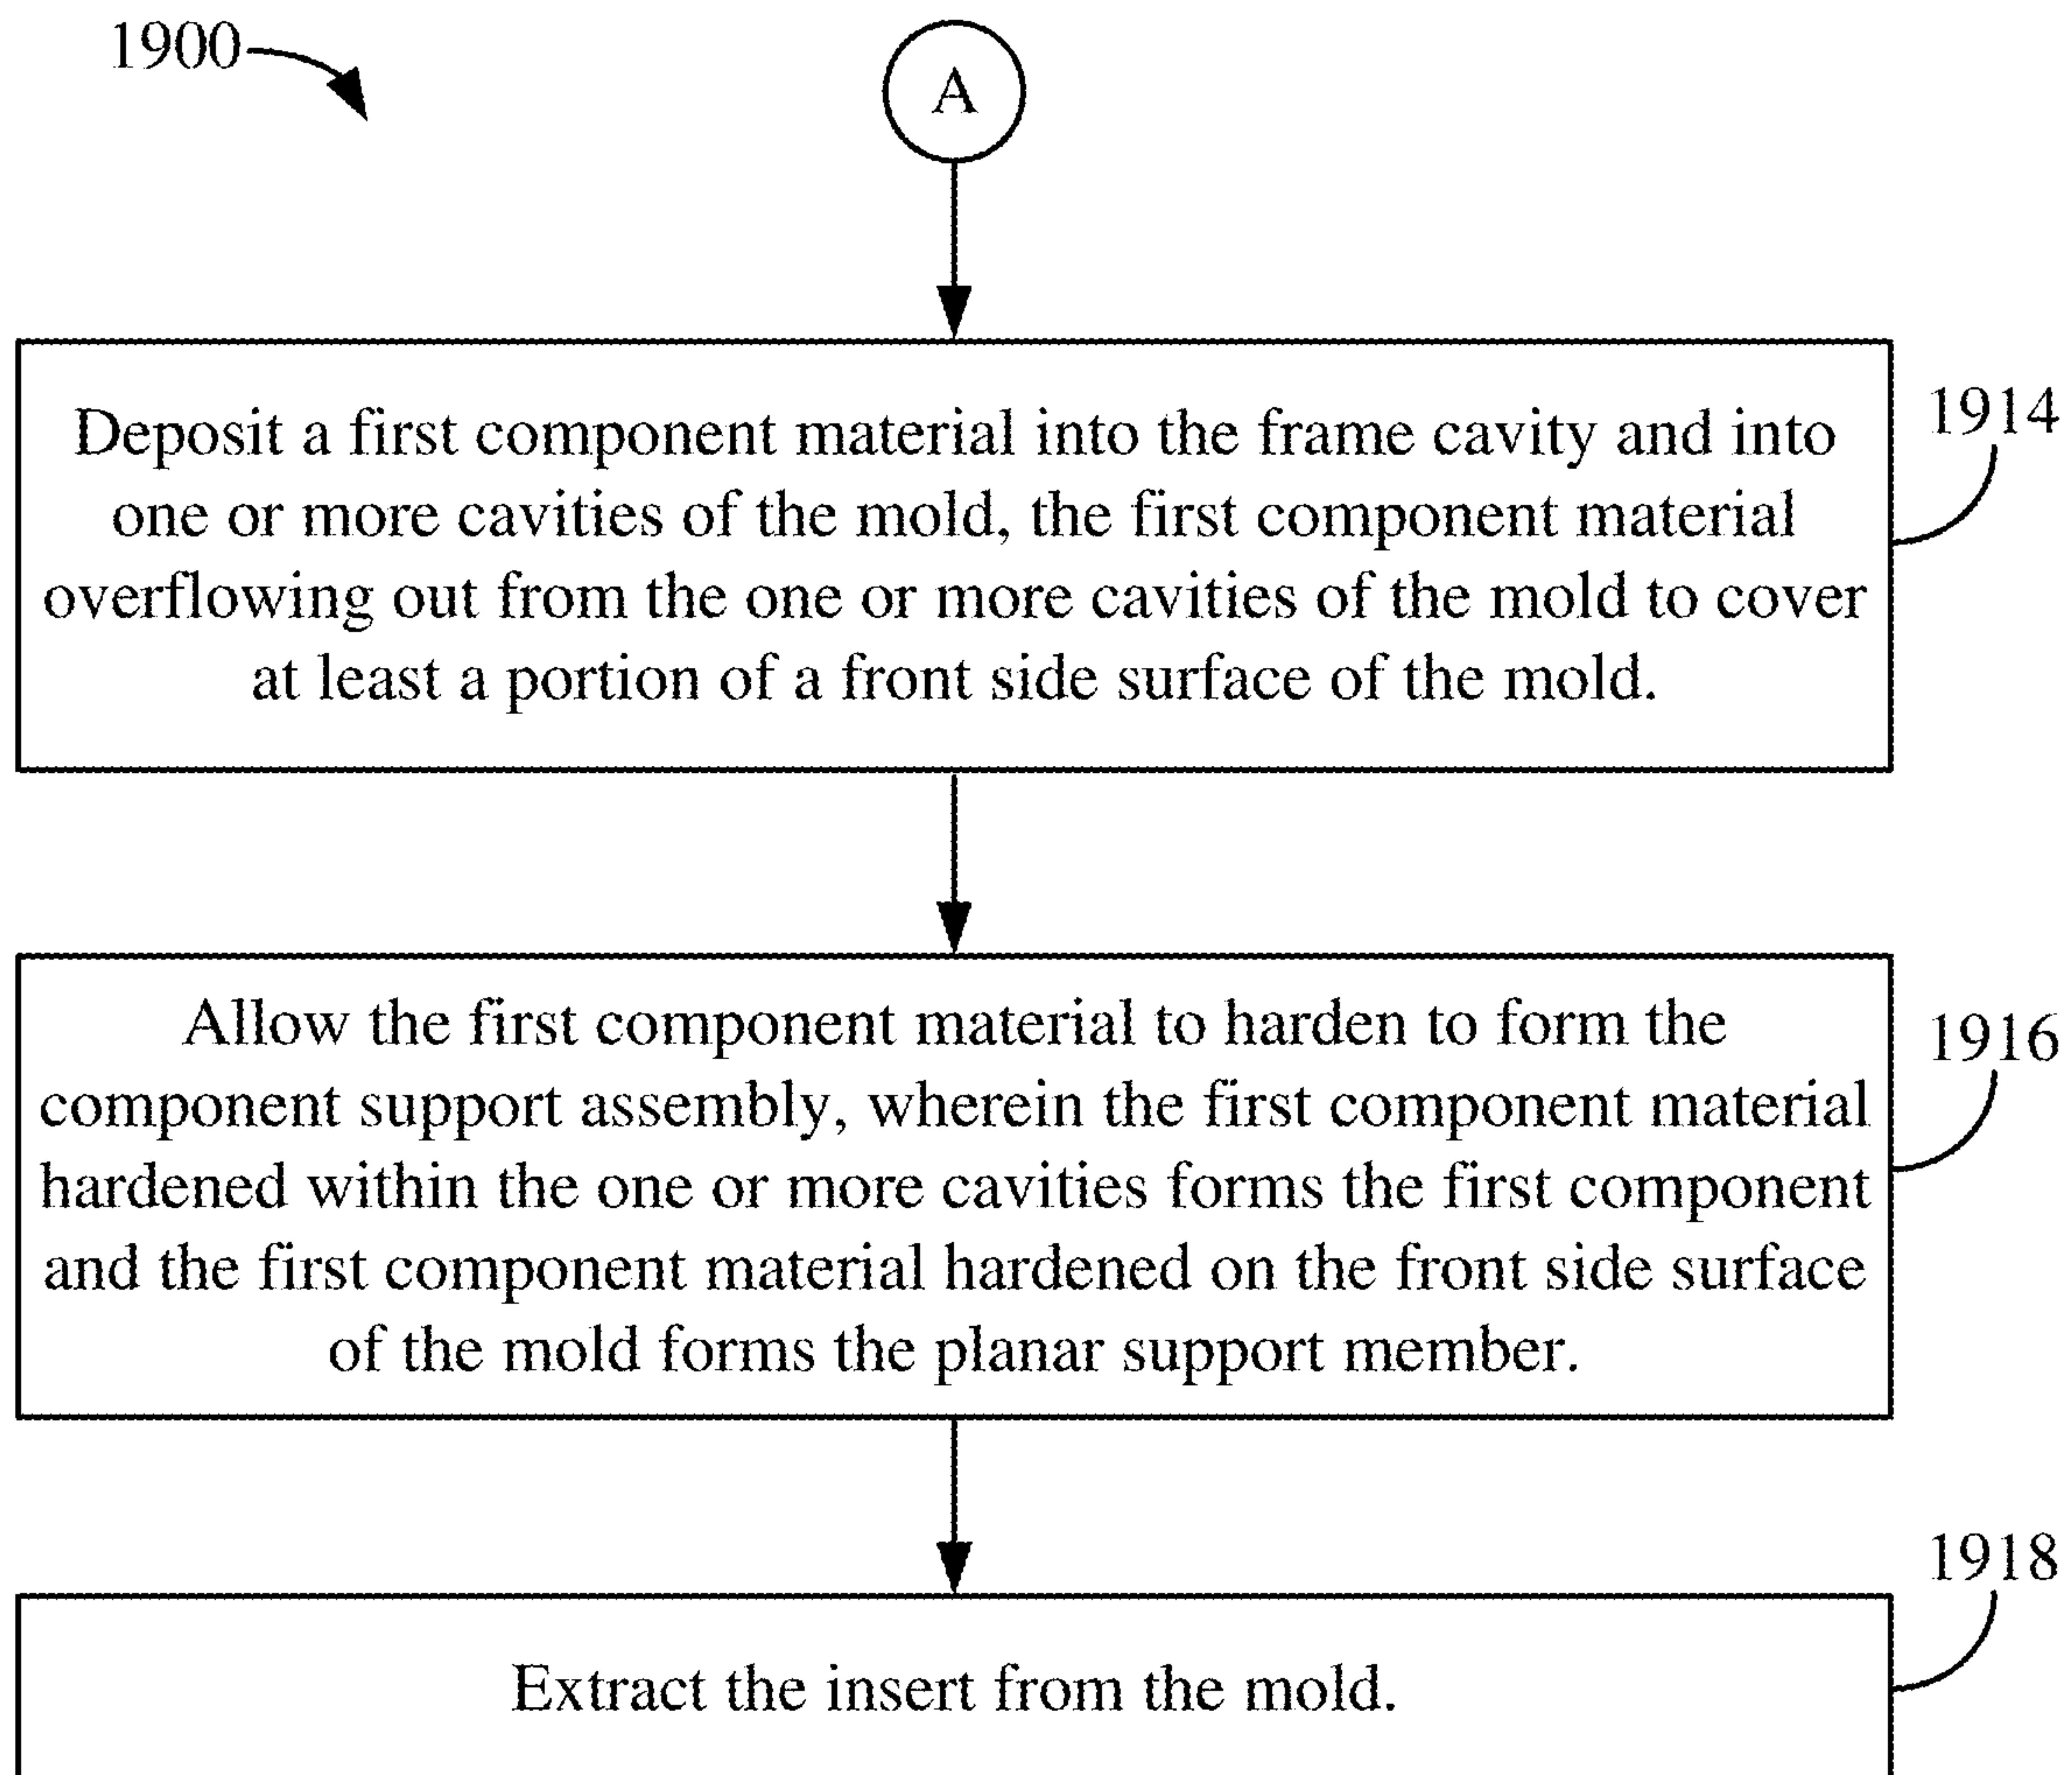 1900
A
Deposit a first component material into the frame cavity and into
one or more cavities of the mold, the first component material
overflowing out from the one or more cavities of the mold to cover
at least a portion of a front side surface of the mold.
1914
Allow the first component material to harden to form the
component support assembly, wherein the first component material
hardened within the one or more cavities forms the first component
and the first component material hardened on the front side surface
of the mold forms the planar support member.
1916
Extract the insert from the mold.
1918